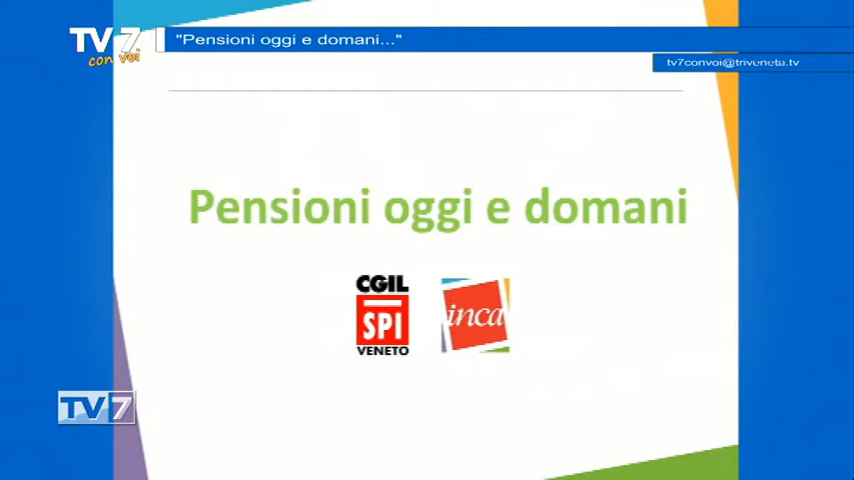 TV7
con voi
"Pensioni oggi e domani..."
tv7convoi@triveneta.tv
Pensioni oggi e domani
CGIL
SPI
VENETO
inca
TV7